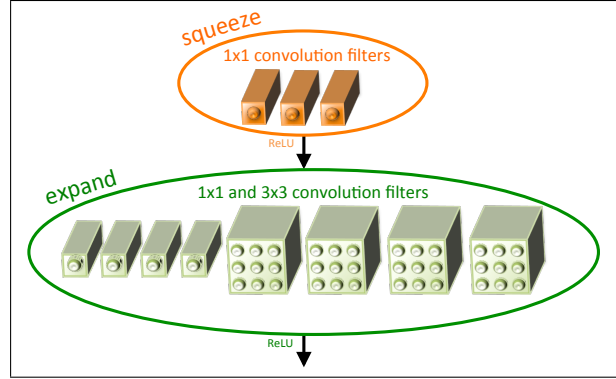 squeeze
1x1 convolution filters
ReLU
expand
1x1 and 3x3 convolution filters
ReLU